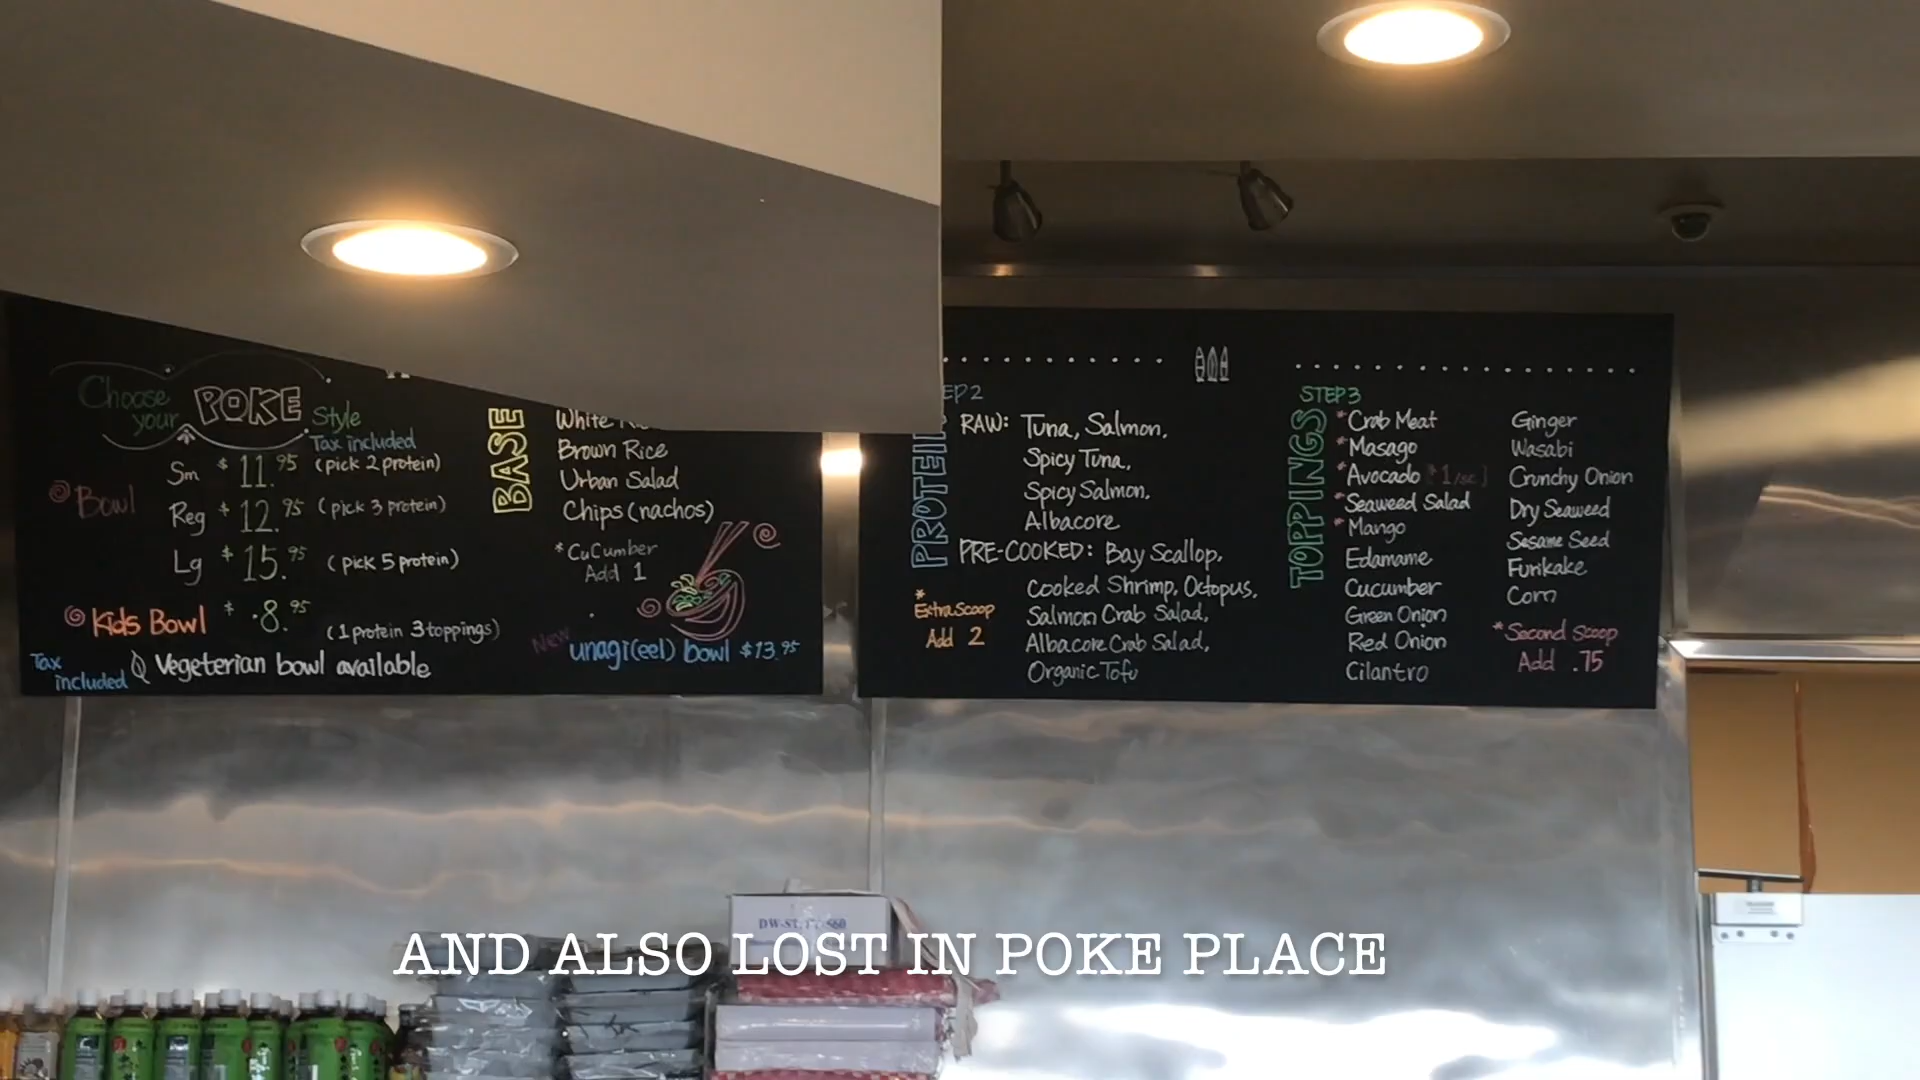 Choose your POKE Style
Tax included
Bowl
Sm $11.95 (pick 2 protein)
Reg $12.95 (pick 3 protein)
Lg $15.95 (pick 5 protein)
Kids Bowl $8.95 (1 protein 3 toppings)
Tax included
Vegeterian bowl available
BASE
White
Brown Rice
Urban Salad
Chips (nachos)
*CuCumber
Add 1
New unagi(eel) bowl $13.95
EP2
PROTEIN
RAW: Tuna, Salmon,
Spicy Tuna,
Spicy Salmon,
Albacore
PRE-COOKED: Bay Scallop,
Cooked Shrimp, Octopus,
Salmon Crab Salad,
Albacore Crab Salad,
Organic Tofu
*
Extra Scoop
Add 2
STEP3
TOPPINGS
*Crab Meat
*Masago
*Avocado
*Seaweed Salad
*Mango
Edamame
Cucumber
Green Onion
Red Onion
Cilantro
Ginger
Wasabi
Crunchy Onion
Dry Seaweed
Sesame Seed
Furikake
Corn
*Second Scoop
Add .75
AND ALSO LOST IN POKE PLACE